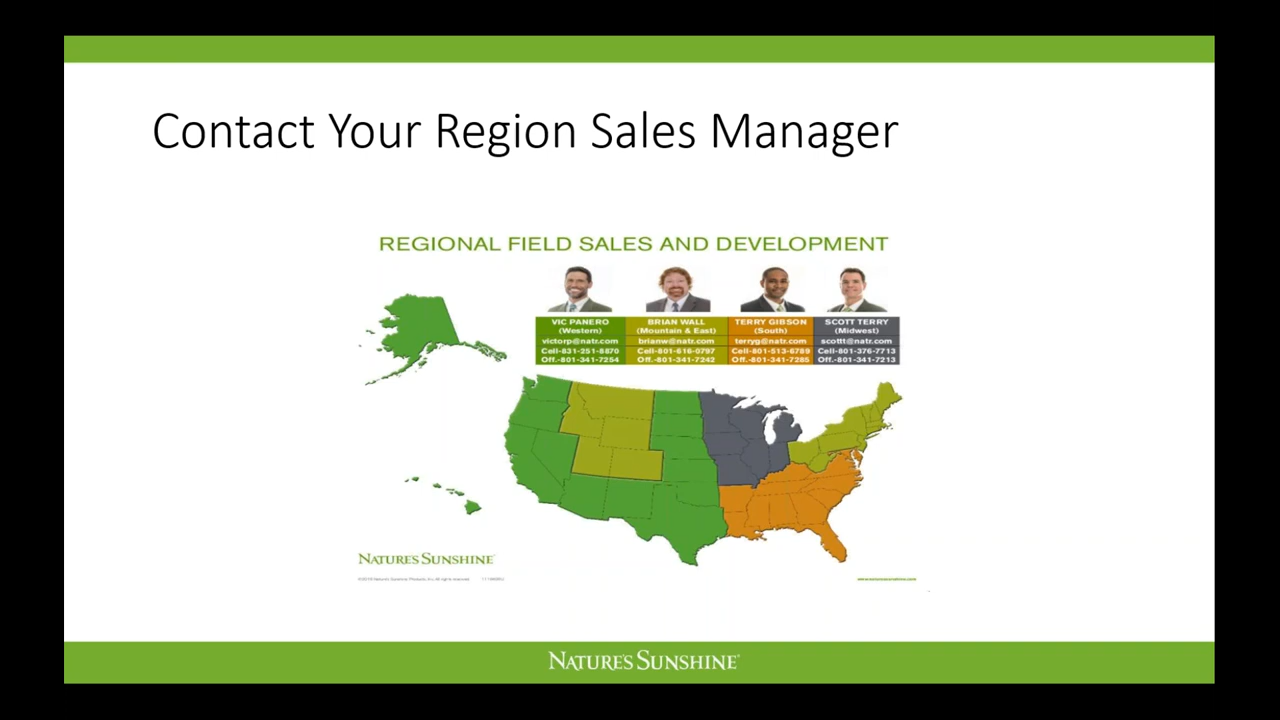 Contact Your Region Sales Manager
REGIONAL FIELD SALES AND DEVELOPMENT
VIC PANERO
(Western)
victorp@natr.com
Cell-831-251-8870
Off.-801-341-7254
BRIAN WALL
(Mountain & East)
brianw@natr.com
Cell-801-616-0797
Off.-801-341-7242
TERRY GIBSON
(South)
terryg@natr.com
Cell-801-513-6789
Off.-801-341-7285
SCOTT TERRY
(Midwest)
scottt@natr.com
Cell-801-376-7713
Off.-801-341-7213
NATURE'S SUNSHINE
NATURE'S SUNSHINE®